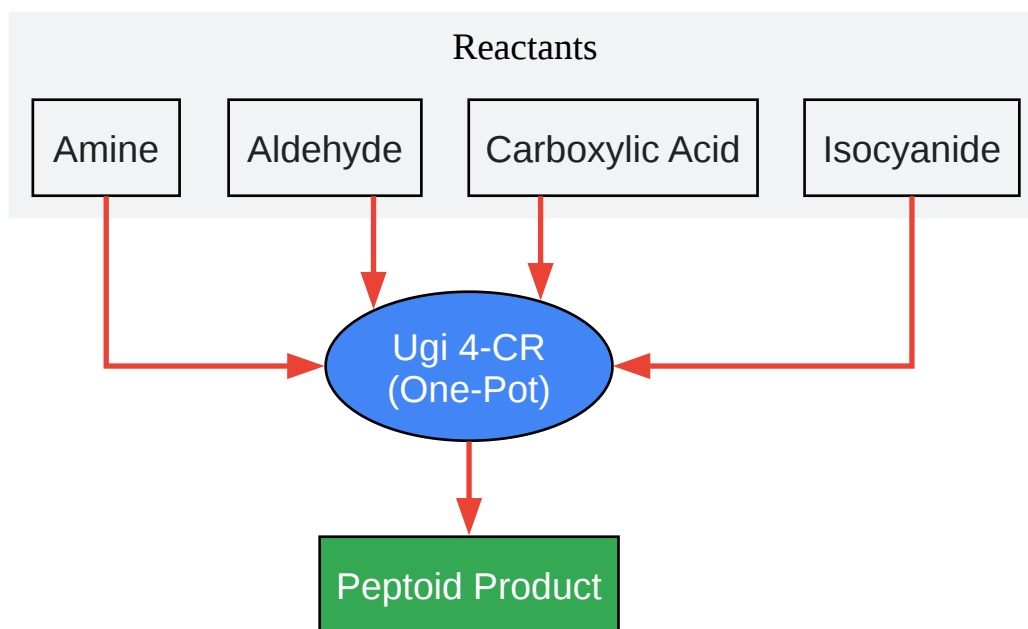 Reactants
Amine
Aldehyde
Carboxylic Acid
Isocyanide
Ugi 4-CR
(One-Pot)
Peptoid Product